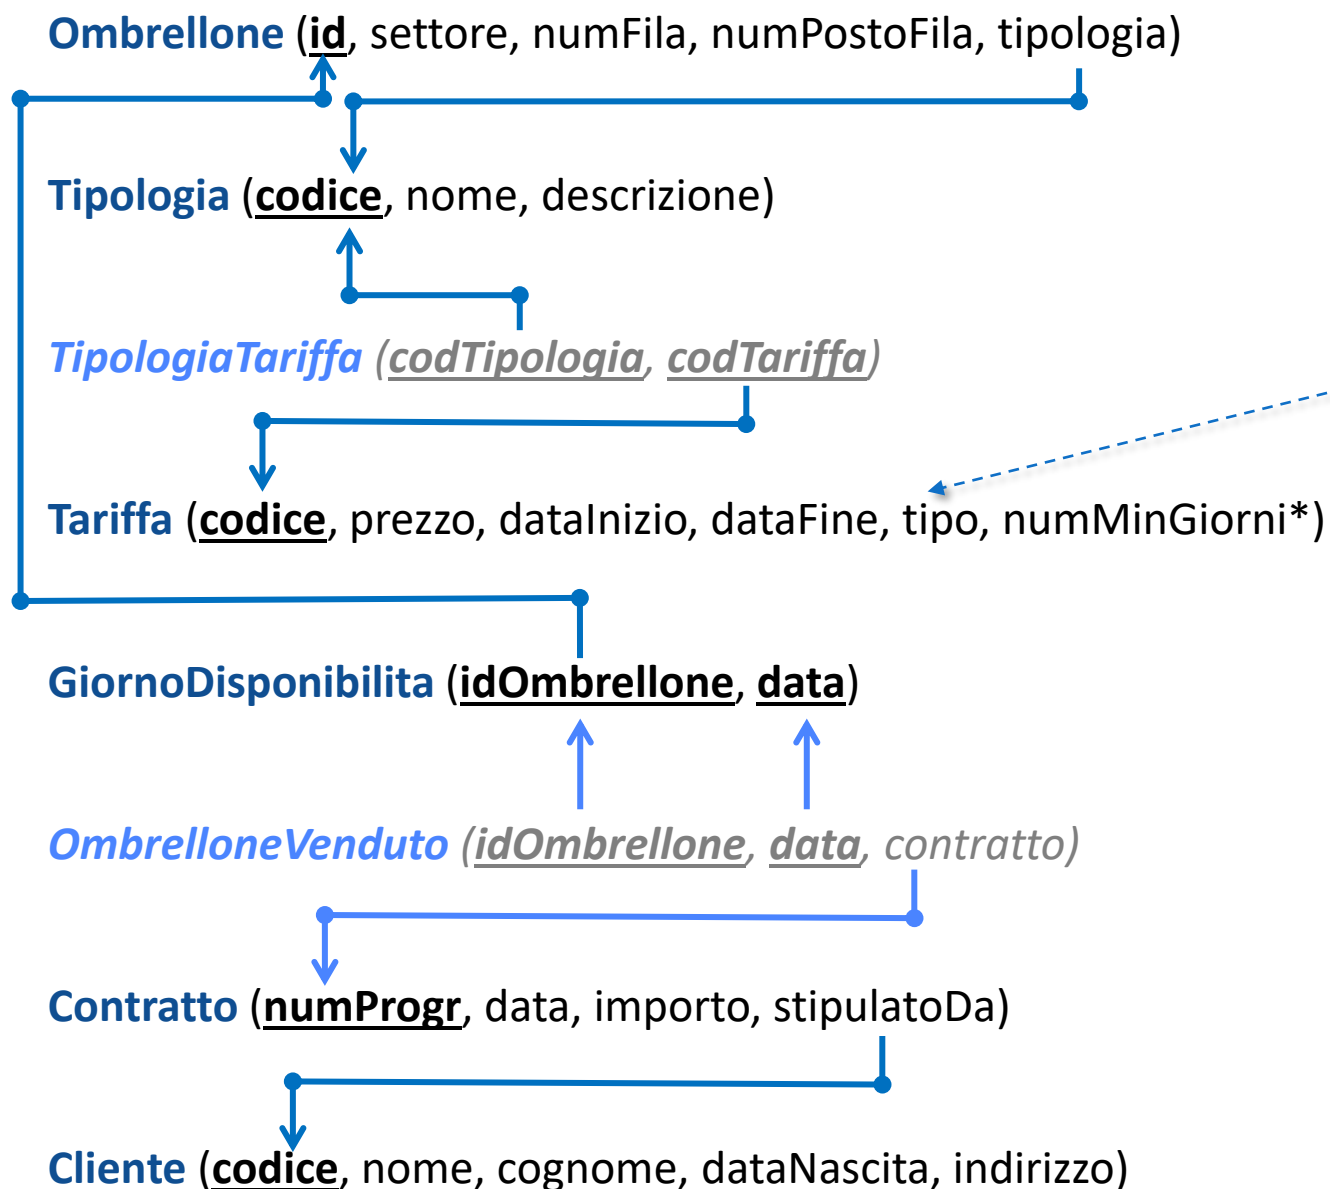 Ombrellone (id, settore, numFila, numPostoFila, tipologia)
Tipologia (codice, nome, descrizione)
TipologiaTariffa (codTipologia, codTariffa)
Tariffa (codice, prezzo, dataInizio, dataFine, tipo, numMinGiorni*)
GiornoDisponibilita (idOmbrellone, data)
OmbrelloneVenduto (idOmbrellone, data, contratto)
Contratto (numProgr, data, importo, stipulatoDa)
Cliente (codice, nome, cognome, dataNascita, indirizzo)